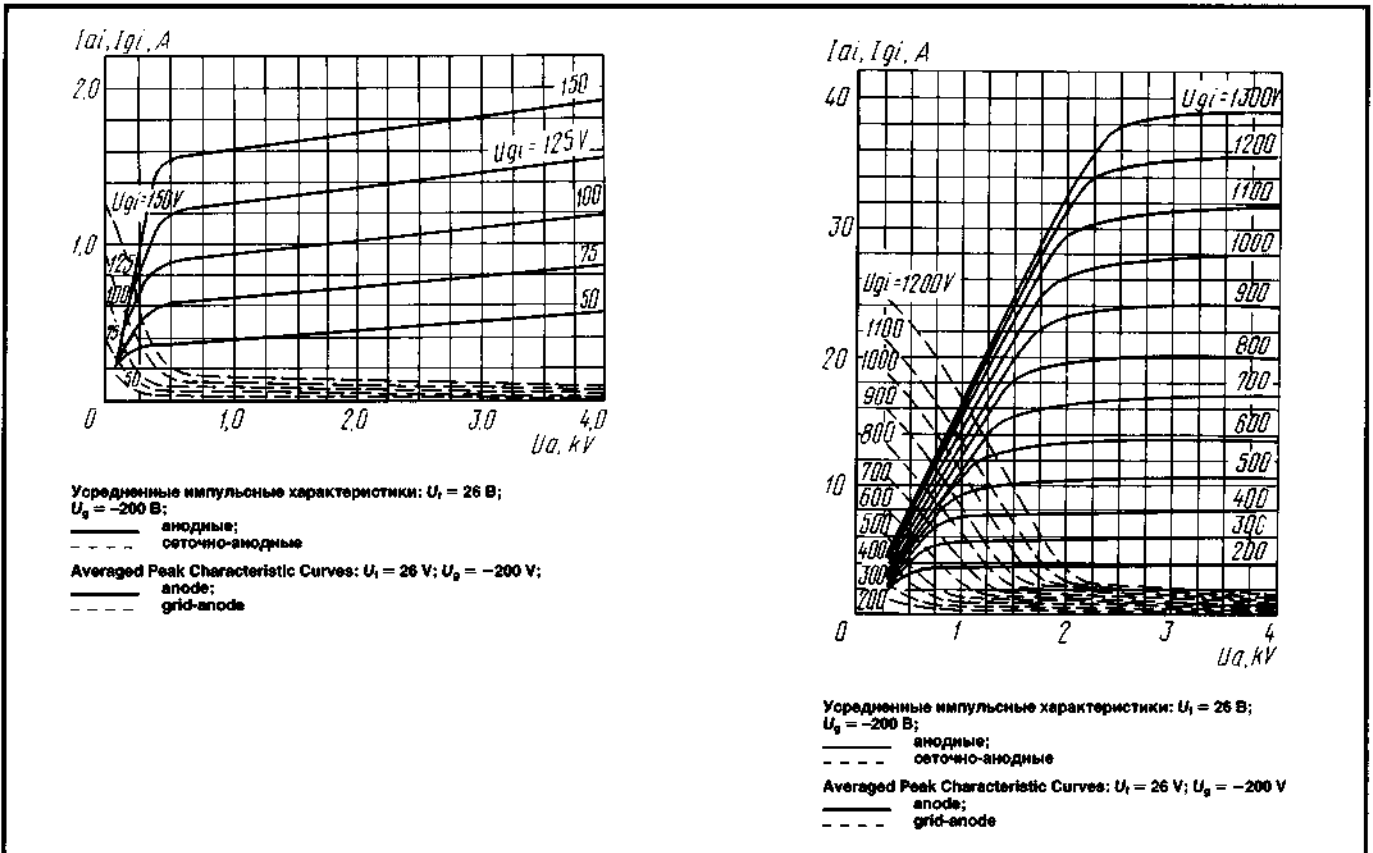 Iai, Igi, A
2,0
1,0
0
1,0
2,0
3,0
4,0
Ua, kV
150
Ugi = 125 V
100
75
50
Ugi=150V
125
100
75
50
Усредненные импульсные характеристики: Uf = 26 В;
Ug = −200 В;
анодные;
сеточно-анодные
Averaged Peak Characteristic Curves: Uf = 26 V; Ug = −200 V;
anode;
grid-anode
Iai, Igi, A
40
30
20
10
0
1
2
3
4
Ua, kV
Ugi=1300V
1200
1100
1000
900
800
700
600
500
400
300
200
Ugi=1200V
1100
1000
900
800
700
600
500
400
300
200
Усредненные импульсные характеристики: Uf = 26 В;
Ug = −200 В;
анодные;
сеточно-анодные
Averaged Peak Characteristic Curves: Uf = 26 V; Ug = −200 V
anode;
grid-anode